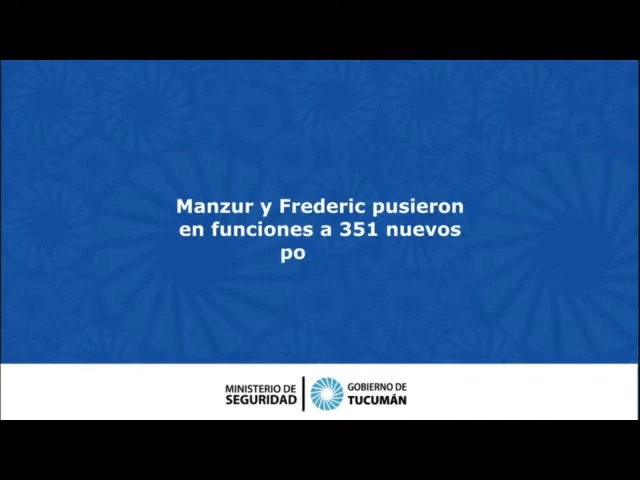 Manzur y Frederic pusieron
en funciones a 351 nuevos
po
MINISTERIO DE
SEGURIDAD
GOBIERNO DE
TUCUMÁN